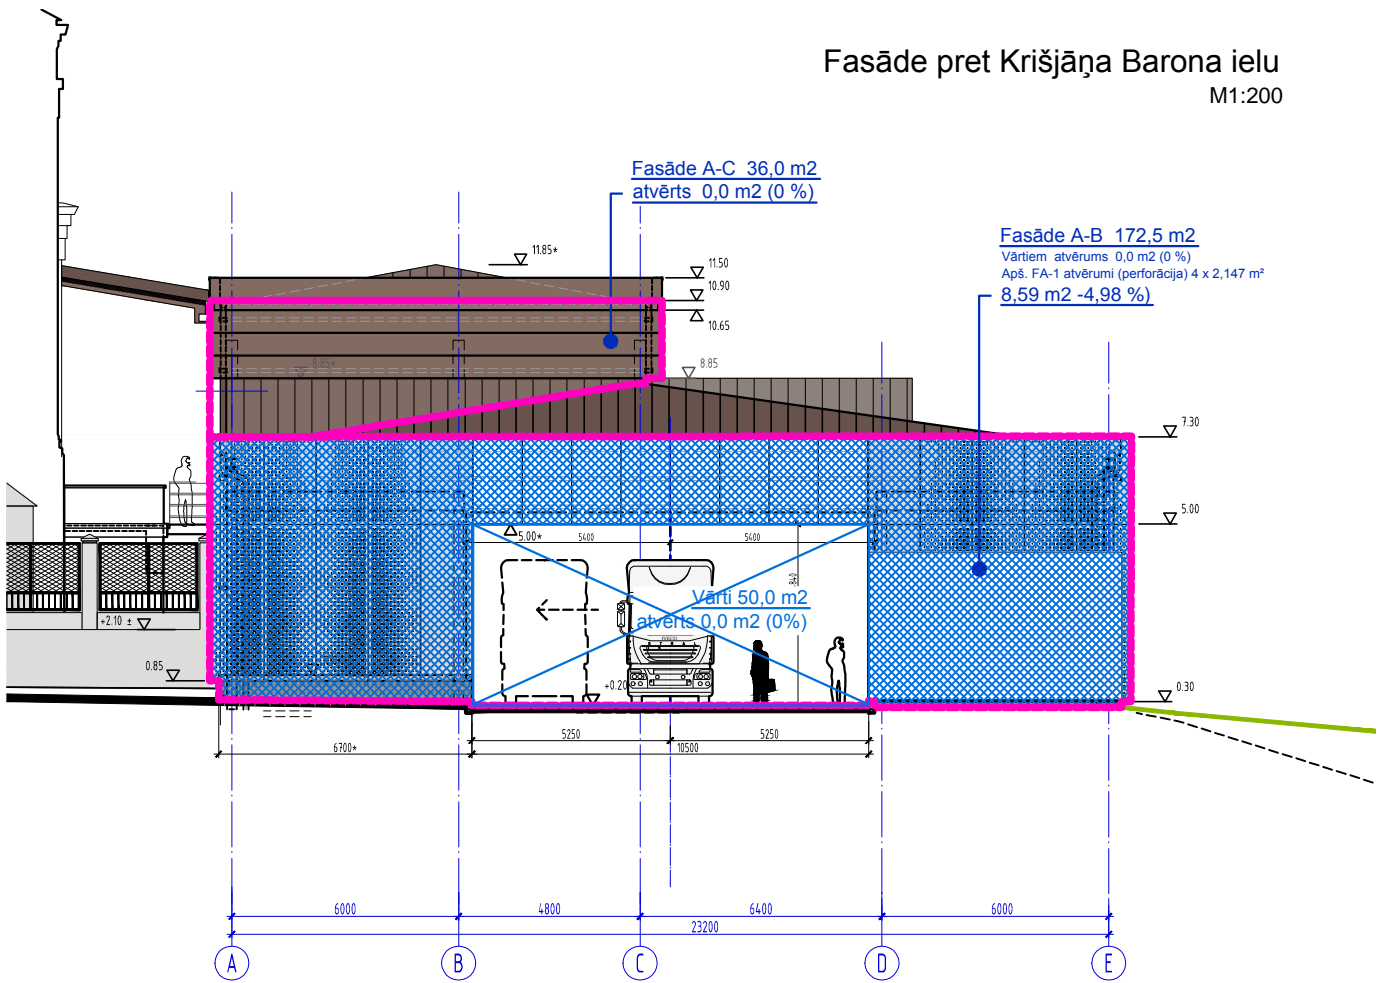 Fasāde pret Krišjāņa Barona ielu
M1:200
Fasāde A-C 36,0 m2
atvērts 0,0 m2 (0 %)
Fasāde A-B 172,5 m2
Vārtiem atvērums 0,0 m2 (0 %)
Apš. FA-1 atvērumi (perforācija) 4 x 2,147 m²
8,59 m2 -4,98 %)
11.85*
11.50
10.90
10.65
8.85*
8.85
7.30
5.00
5.00*
5400
5400
840
Vārti 50,0 m2
atvērts 0,0 m2 (0%)
+2.10 ±
0.85
+0.20
0.30
5250
5250
6700*
10500
6000
4800
6400
6000
23200
A
B
C
D
E